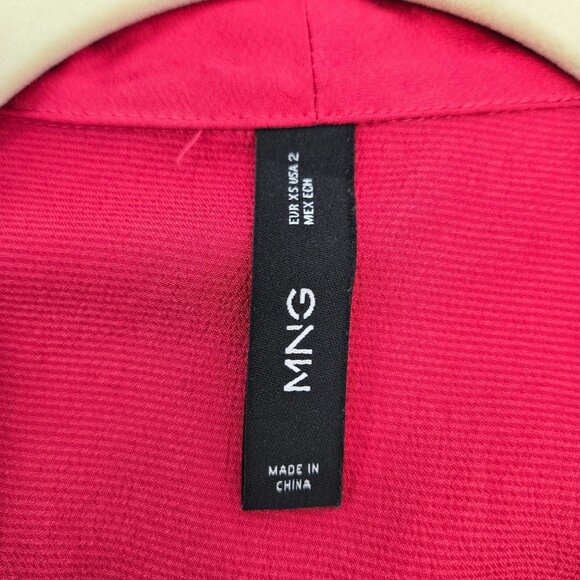 EUR XS USA 2
MEX ECH
MNG
MADE IN
CHINA